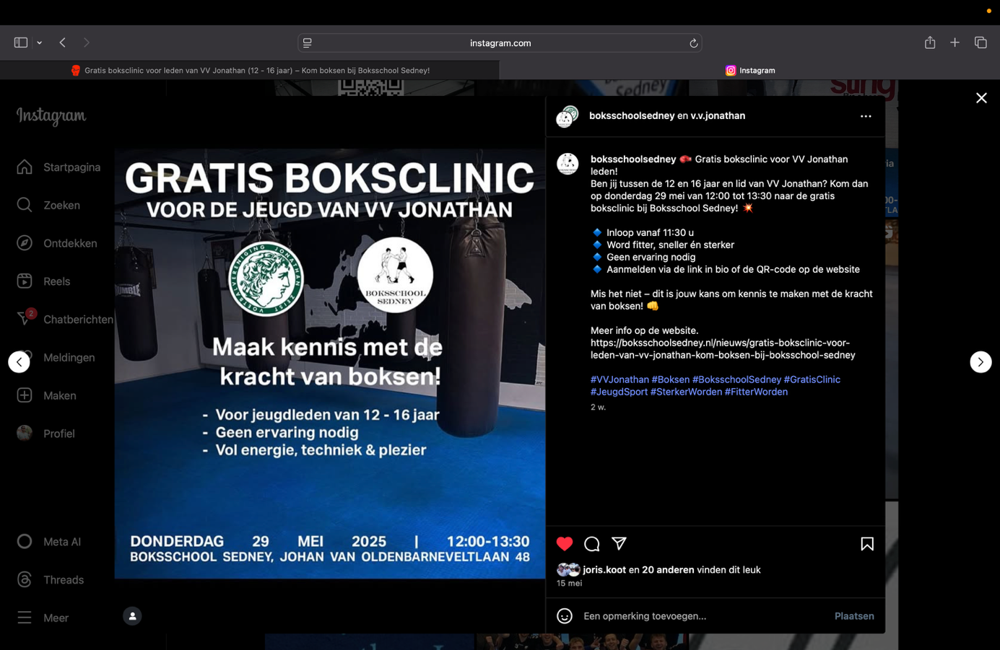 instagram.com
Gratis boksclinic voor leden van VV Jonathan (12 - 16 jaar) – Kom boksen bij Boksschool Sedney!
Instagram
Sedney
Instagram
Startpagina
Zoeken
Ontdekken
Reels
2
Chatberichten
Meldingen
Maken
Profiel
Meta AI
Threads
Meer
GRATIS BOKSCLINIC
VOOR DE JEUGD VAN VV JONATHAN
VOETBALVERENIGING JONATHAN ZEIST
BOKSSCHOOL
SEDNEY
RUMBLE
Maak kennis met de
kracht van boksen!
- Voor jeugdleden van 12 - 16 jaar
- Geen ervaring nodig
- Vol energie, techniek & plezier
DONDERDAG 29 MEI 2025 | 12:00-13:30
BOKSSCHOOL SEDNEY, JOHAN VAN OLDENBARNEVELTLAAN 48
boksschoolsedney en v.v.jonathan
boksschoolsedney 🥊 Gratis boksclinic voor VV Jonathan
leden!
Ben jij tussen de 12 en 16 jaar en lid van VV Jonathan? Kom dan
op donderdag 29 mei van 12:00 tot 13:30 naar de gratis
boksclinic bij Boksschool Sedney! 💥
🔹 Inloop vanaf 11:30 u
🔹 Word fitter, sneller én sterker
🔹 Geen ervaring nodig
🔹 Aanmelden via de link in bio of de QR-code op de website
Mis het niet – dit is jouw kans om kennis te maken met de kracht
van boksen! 👊
Meer info op de website.
https://boksschoolsedney.nl/nieuws/gratis-boksclinic-voor-
leden-van-vv-jonathan-kom-boksen-bij-boksschool-sedney
#VVJonathan #Boksen #BoksschoolSedney #GratisClinic
#JeugdSport #SterkerWorden #FitterWorden
2 w.
joris.koot en 20 anderen vinden dit leuk
15 mei
Een opmerking toevoegen...
Plaatsen